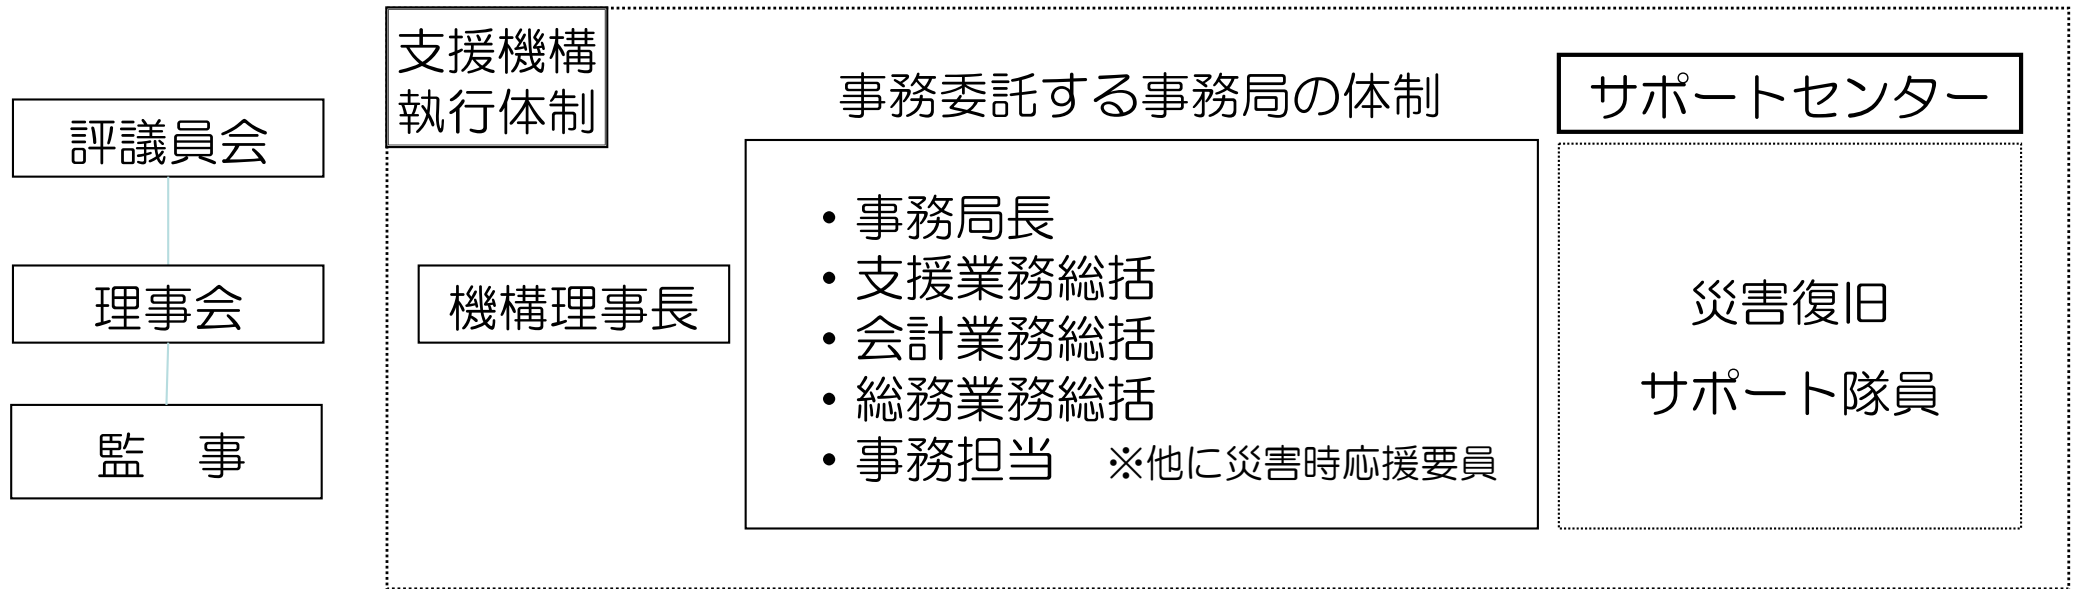 評議員会
理事会
監　事
支援機構
執行体制
機構理事長
事務委託する事務局の体制
・事務局長
・支援業務総括
・会計業務総括
・総務業務総括
・事務担当　※他に災害時応援要員
サポートセンター
災害復旧
サポート隊員